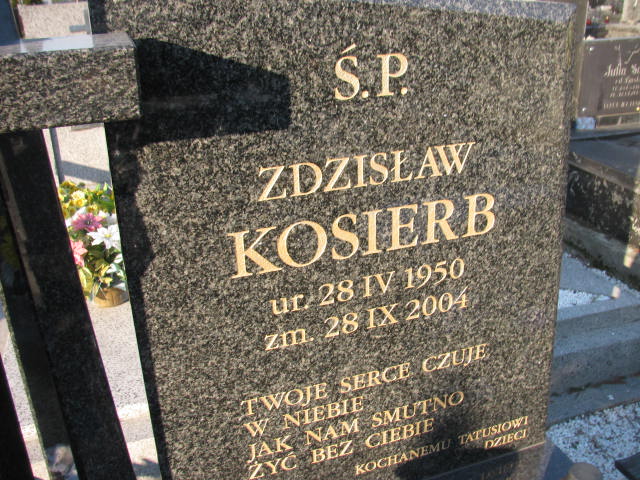 Ś.P.
ZDZISŁAW
KOSIERB
ur. 28 IV 1950
zm. 28 IX 2004
TWOJE SERCE CZUJE
W NIEBIE
JAK NAM SMUTNO
ŻYĆ BEZ CIEBIE
KOCHANEMU TATUSIOWI
DZIECI
Julia